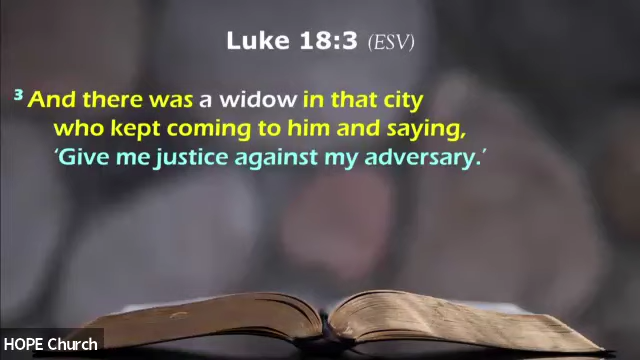 Luke 18:3 (ESV)
3 And there was a widow in that city
who kept coming to him and saying,
‘Give me justice against my adversary.’
HOPE Church